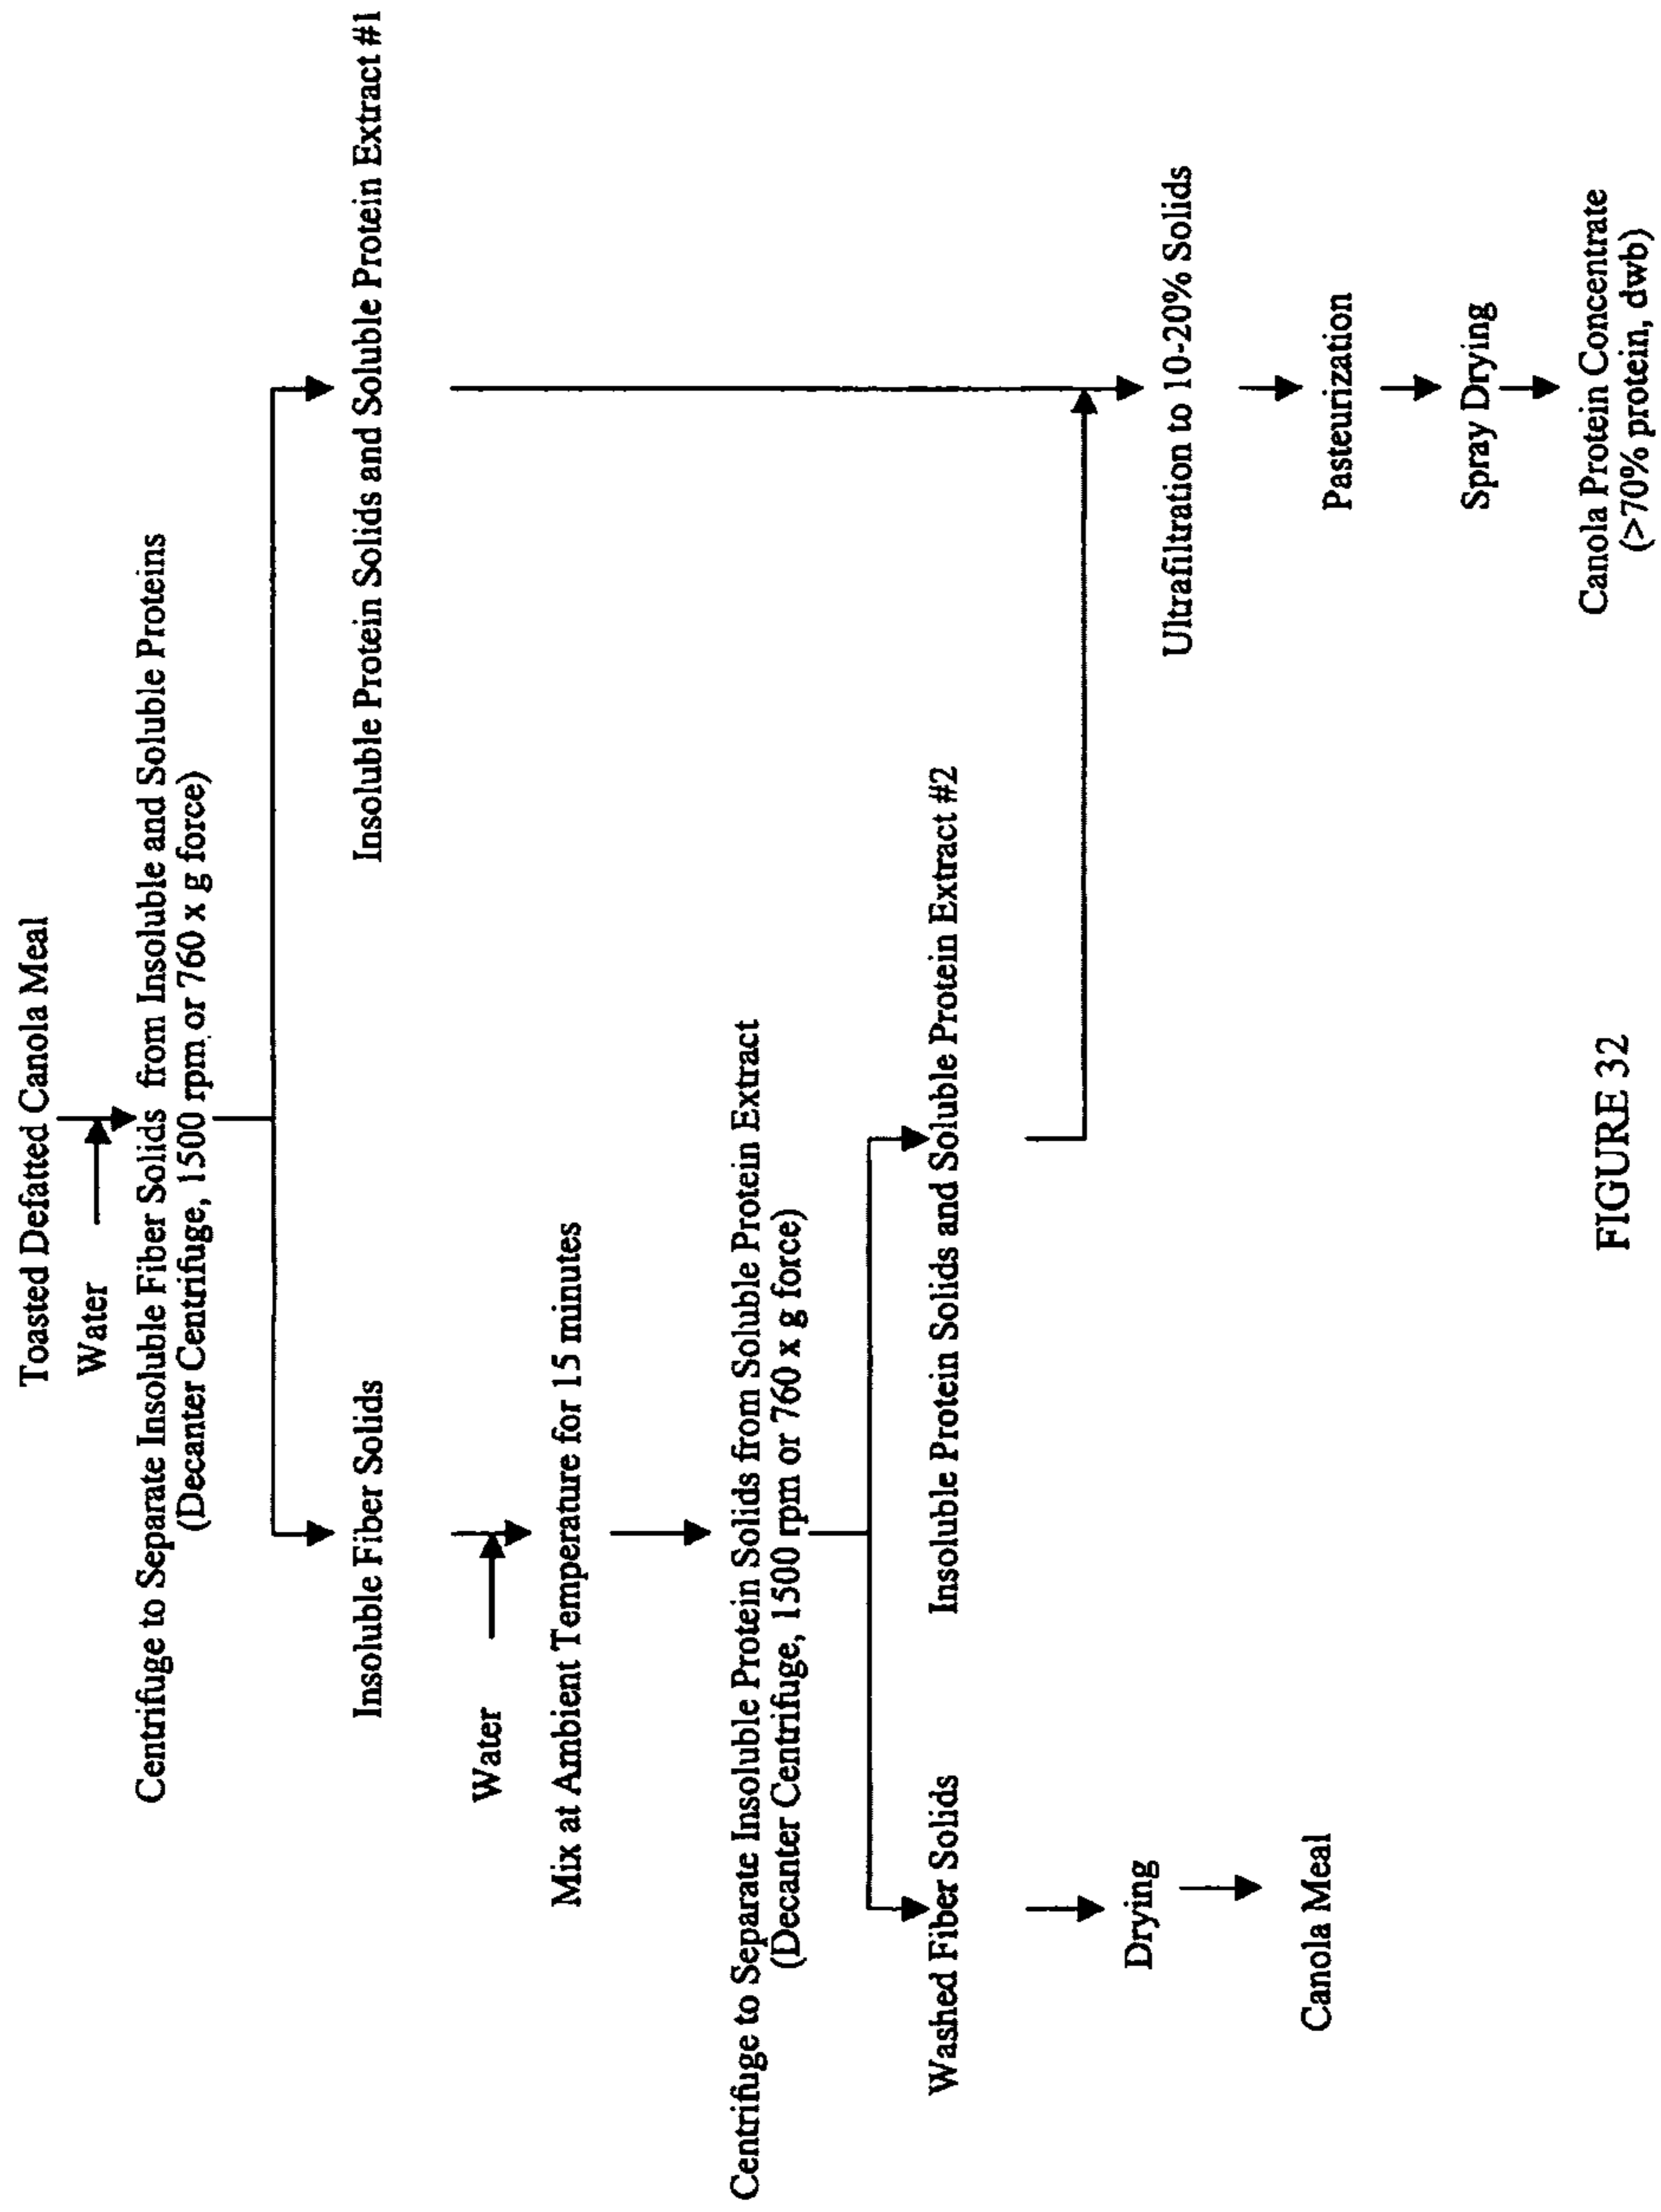 Toasted Defatted Canola Meal
Water
Centrifuge to Separate Insoluble Fiber Solids from Insoluble and Soluble Proteins
(Decanter Centrifuge, 1500 rpm or 760 x g force)
Insoluble Fiber Solids
Insoluble Protein Solids and Soluble Protein Extract #1
Water
Mix at Ambient Temperature for 15 minutes
Centrifuge to Separate Insoluble Protein Solids from Soluble Protein Extract
(Decanter Centrifuge, 1500 rpm or 760 x g force)
Washed Fiber Solids
Insoluble Protein Solids and Soluble Protein Extract #2
Drying
Ultrafiltration to 10-20% Solids
Canola Meal
Pasteurization
Spray Drying
Canola Protein Concentrate
(>70% protein, dwb)
FIGURE 32